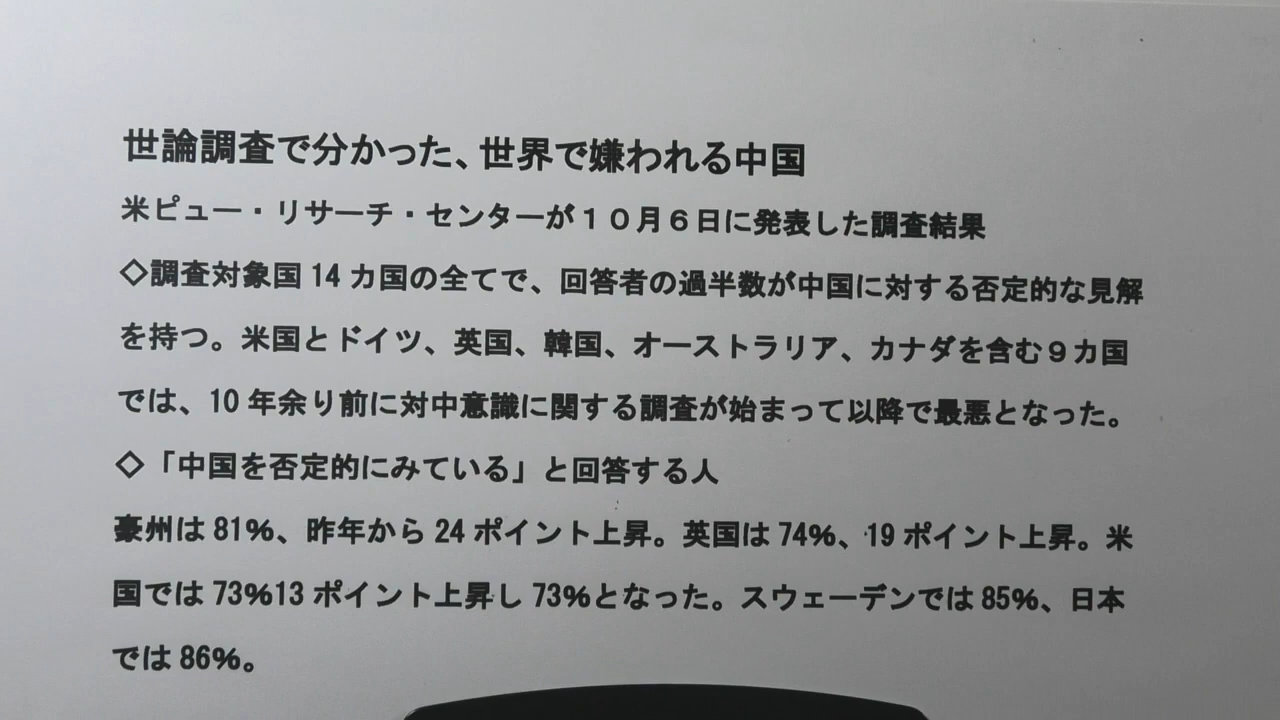 世論調査で分かった、世界で嫌われる中国
米ピュー・リサーチ・センターが１０月６日に発表した調査結果
◇調査対象国 14 カ国の全てで、回答者の過半数が中国に対する否定的な見解
を持つ。米国とドイツ、英国、韓国、オーストラリア、カナダを含む９カ国
では、10 年余り前に対中意識に関する調査が始まって以降で最悪となった。
◇「中国を否定的にみている」と回答する人
豪州は 81%、昨年から 24 ポイント上昇。英国は 74%、19 ポイント上昇。米
国では 73%13 ポイント上昇し 73%となった。スウェーデンでは 85%、日本
では 86%。